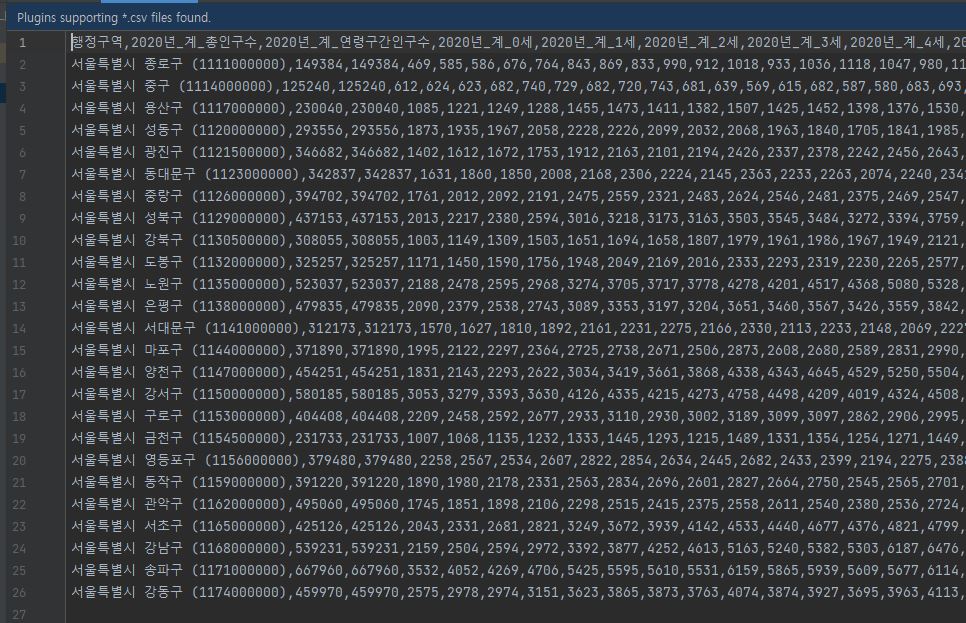 Plugins supporting *.csv files found.
1 행정구역,2020년_계_총인구수,2020년_계_연령구간인구수,2020년_계_0세,2020년_계_1세,2020년_계_2세,2020년_계_3세,2020년_계_4세,20
2 서울특별시 종로구 (1111000000),149384,149384,469,585,586,676,764,843,869,833,990,912,1018,933,1036,1118,1047,980,11
3 서울특별시 중구 (1114000000),125240,125240,612,624,623,682,740,729,682,720,743,681,639,569,615,682,587,580,683,693,
4 서울특별시 용산구 (1117000000),230040,230040,1085,1221,1249,1288,1455,1473,1411,1382,1507,1425,1452,1398,1376,1530,
5 서울특별시 성동구 (1120000000),293556,293556,1873,1935,1967,2058,2228,2226,2099,2032,2068,1963,1840,1705,1841,1985,
6 서울특별시 광진구 (1121500000),346682,346682,1402,1612,1672,1753,1912,2163,2101,2194,2426,2337,2378,2242,2456,2643,
7 서울특별시 동대문구 (1123000000),342837,342837,1631,1860,1850,2008,2168,2306,2224,2145,2363,2233,2263,2074,2240,234
8 서울특별시 중랑구 (1126000000),394702,394702,1761,2012,2092,2191,2475,2559,2321,2483,2624,2546,2481,2375,2469,2547,
9 서울특별시 성북구 (1129000000),437153,437153,2013,2217,2380,2594,3016,3218,3173,3163,3503,3545,3484,3272,3394,3759,
10 서울특별시 강북구 (1130500000),308055,308055,1003,1149,1309,1503,1651,1694,1658,1807,1979,1961,1986,1967,1949,2121,
11 서울특별시 도봉구 (1132000000),325257,325257,1171,1450,1590,1756,1948,2049,2169,2016,2333,2293,2319,2230,2265,2577,
12 서울특별시 노원구 (1135000000),523037,523037,2188,2478,2595,2968,3274,3705,3717,3778,4278,4201,4517,4368,5080,5328,
13 서울특별시 은평구 (1138000000),479835,479835,2090,2379,2538,2743,3089,3353,3197,3204,3651,3460,3567,3426,3559,3842,
14 서울특별시 서대문구 (1141000000),312173,312173,1570,1627,1810,1892,2161,2231,2275,2166,2330,2113,2233,2148,2069,222
15 서울특별시 마포구 (1144000000),371890,371890,1995,2122,2297,2364,2725,2738,2671,2506,2873,2608,2680,2589,2831,2990,
16 서울특별시 양천구 (1147000000),454251,454251,1831,2143,2293,2622,3034,3419,3661,3868,4338,4343,4645,4529,5250,5504,
17 서울특별시 강서구 (1150000000),580185,580185,3053,3279,3393,3630,4126,4335,4215,4273,4758,4498,4209,4019,4324,4508,
18 서울특별시 구로구 (1153000000),404408,404408,2209,2458,2592,2677,2933,3110,2930,3002,3189,3099,3097,2862,2906,2995,
19 서울특별시 금천구 (1154500000),231733,231733,1007,1068,1135,1232,1333,1445,1293,1215,1489,1331,1354,1254,1271,1449,
20 서울특별시 영등포구 (1156000000),379480,379480,2258,2567,2534,2607,2822,2854,2634,2445,2682,2433,2399,2194,2275,238
21 서울특별시 동작구 (1159000000),391220,391220,1890,1980,2178,2331,2563,2834,2696,2601,2827,2664,2750,2545,2565,2701,
22 서울특별시 관악구 (1162000000),495060,495060,1745,1851,1898,2106,2298,2515,2415,2375,2558,2611,2540,2380,2536,2724,
23 서울특별시 서초구 (1165000000),425126,425126,2043,2331,2681,2821,3249,3672,3939,4142,4533,4440,4677,4376,4821,4799,
24 서울특별시 강남구 (1168000000),539231,539231,2159,2504,2594,2972,3392,3877,4252,4613,5163,5240,5382,5303,6187,6476,
25 서울특별시 송파구 (1171000000),667960,667960,3532,4052,4269,4706,5425,5595,5610,5531,6159,5865,5939,5609,5677,6114,
26 서울특별시 강동구 (1174000000),459970,459970,2575,2978,2974,3151,3623,3865,3873,3763,4074,3874,3927,3695,3963,4113,
27